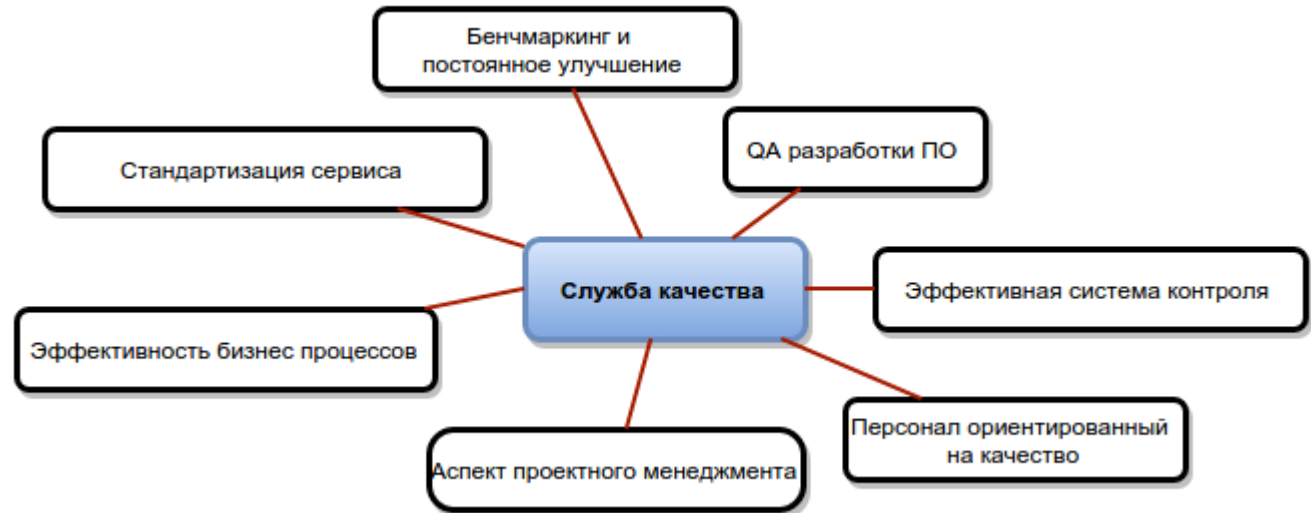 Бенчмаркинг и
постоянное улучшение
QA разработки ПО
Стандартизация сервиса
Служба качества
Эффективная система контроля
Эффективность бизнес процессов
Персонал ориентированный
на качество
Аспект проектного менеджмента